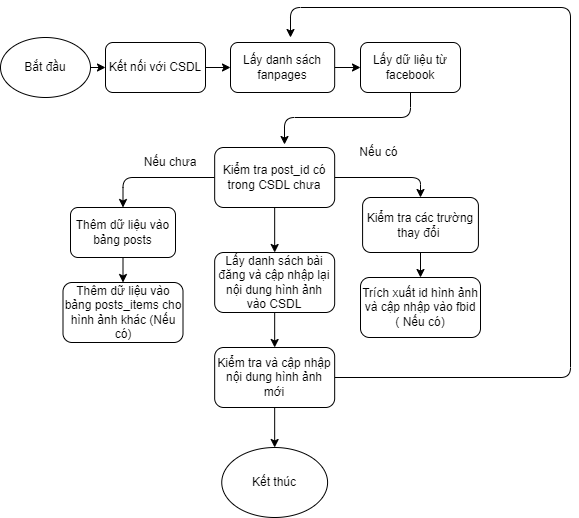 Bắt đầu
Kết nối với CSDL
Lấy danh sách
fanpages
Lấy dữ liệu từ
facebook
Nếu chưa
Kiểm tra post_id có
trong CSDL chưa
Nếu có
Thêm dữ liệu vào
bảng posts
Kiểm tra các trường
thay đổi
Lấy danh sách bài
đăng và cập nhập lại
nội dung hình ảnh
vào CSDL
Thêm dữ liệu vào
bảng posts_items cho
hình ảnh khác (Nếu
có)
Trích xuất id hình ảnh
và cập nhập vào fbid
( Nếu có)
Kiểm tra và cập nhập
nội dung hình ảnh
mới
Kết thúc